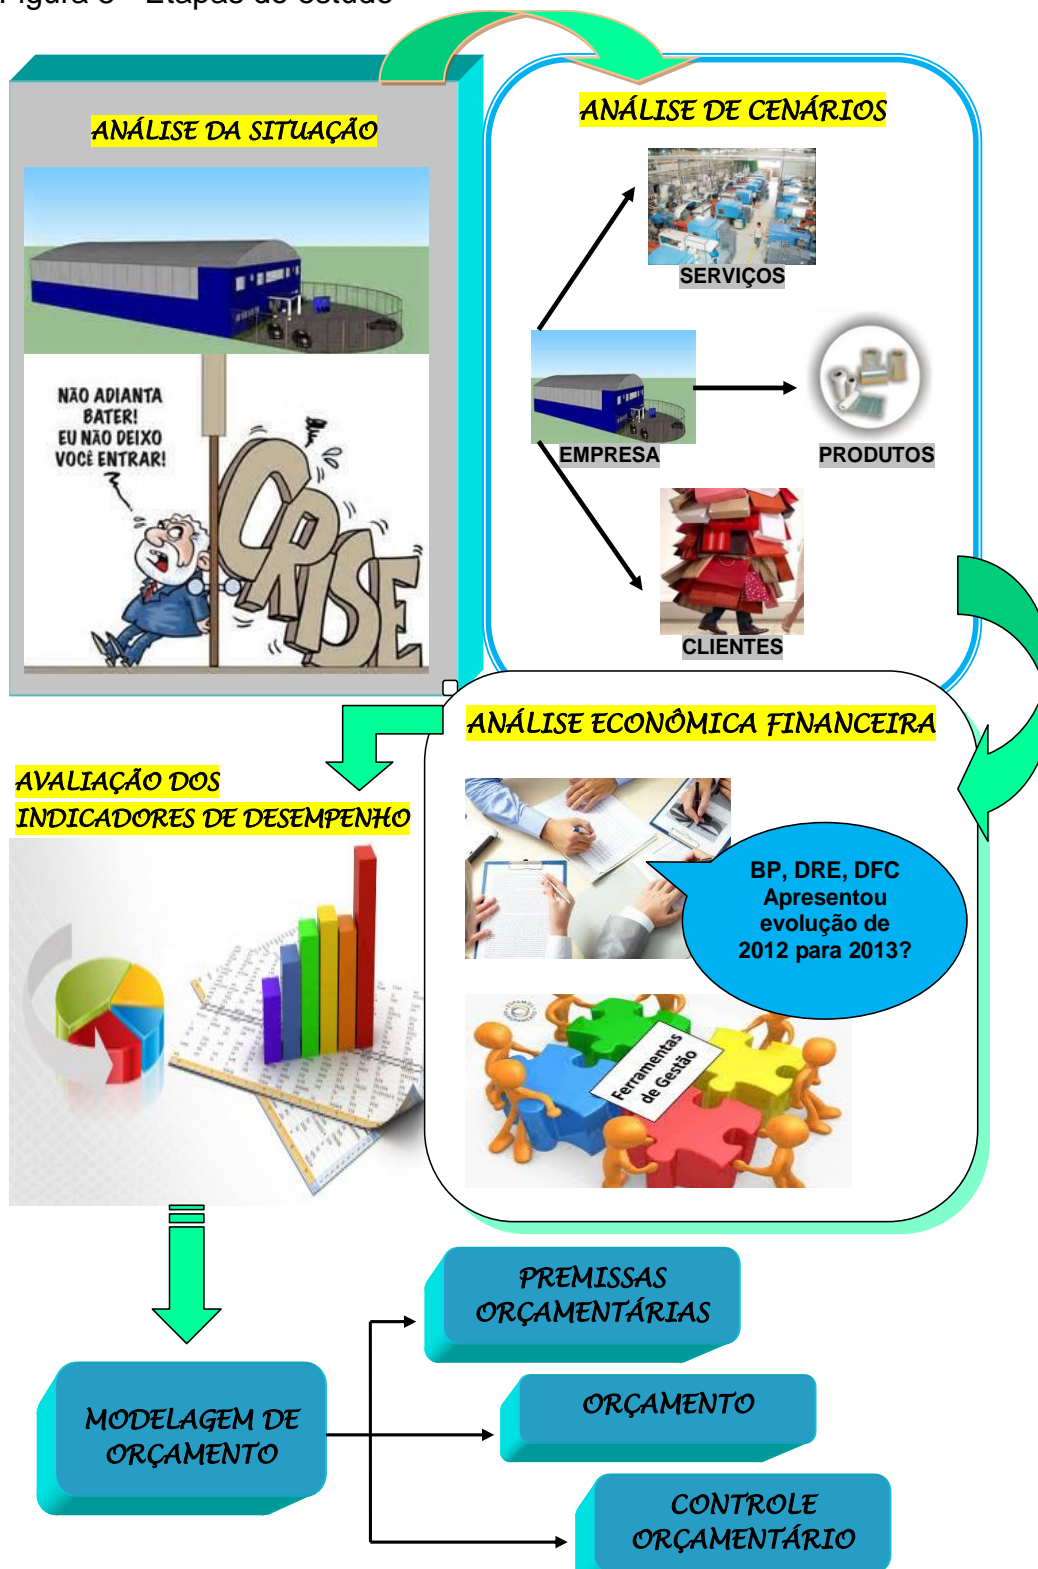 ANÁLISE DA SITUAÇÃO
NÃO ADIANTA
BATER!
EU NÃO DEIXO
VOCÊ ENTRAR!
CRISE
ANÁLISE DE CENÁRIOS
SERVIÇOS
EMPRESA
PRODUTOS
CLIENTES
ANÁLISE ECONÔMICA FINANCEIRA
BP, DRE, DFC
Apresentou
evolução de
2012 para 2013?
Ferramentas
de Gestão
AVALIAÇÃO DOS
INDICADORES DE DESEMPENHO
MODELAGEM DE
ORÇAMENTO
PREMISSAS
ORÇAMENTÁRIAS
ORÇAMENTO
CONTROLE
ORÇAMENTÁRIO